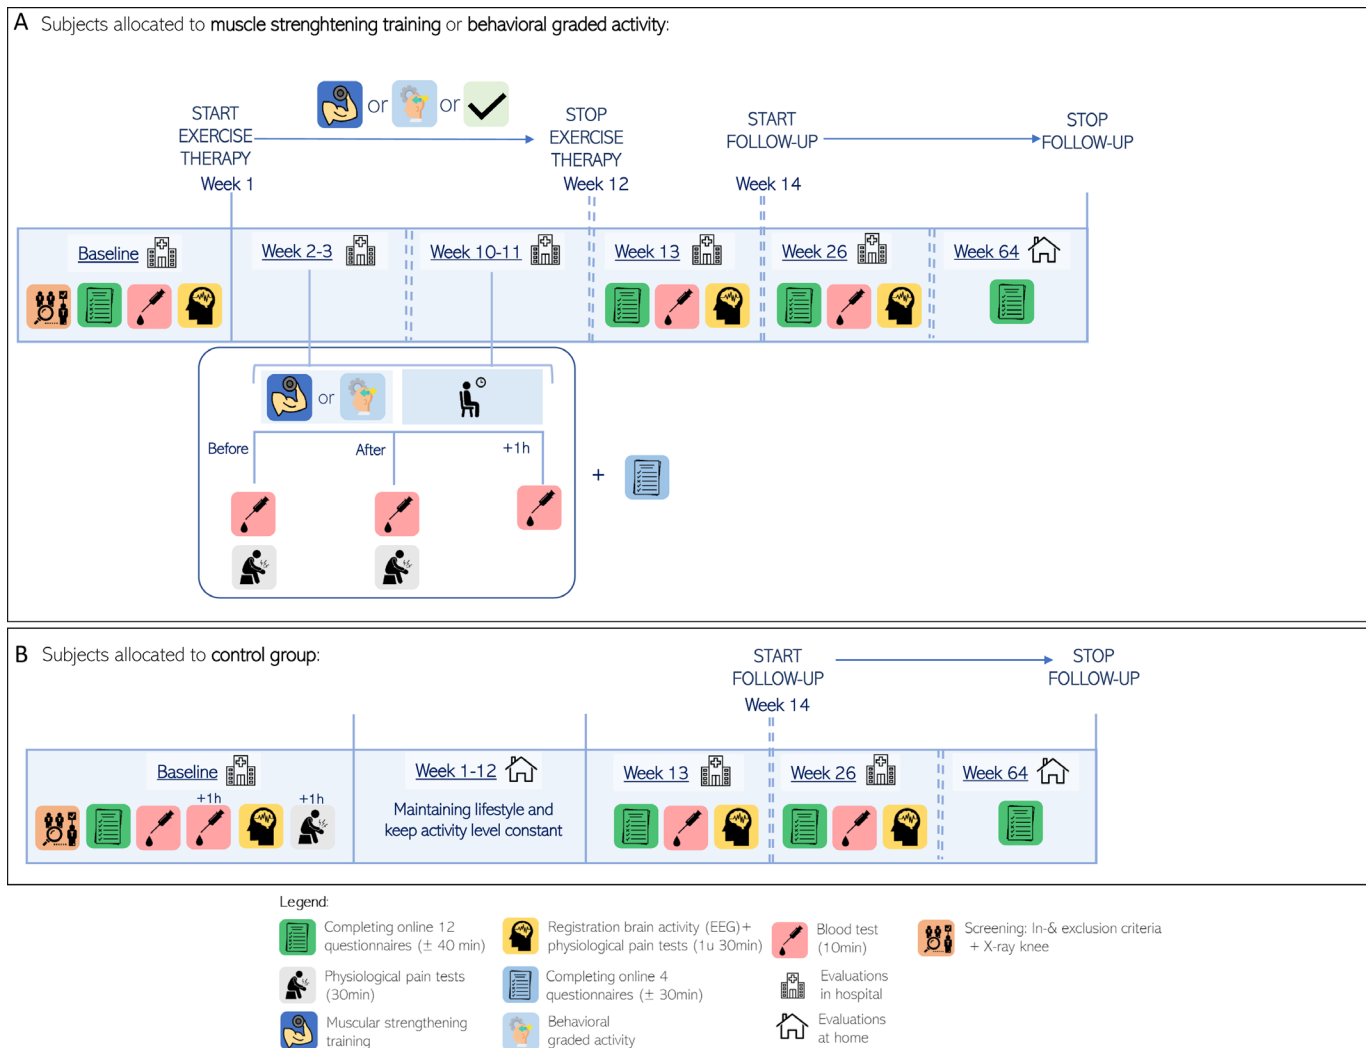 A Subjects allocated to muscle strenghtening training or behavioral graded activity:
or or
START
EXERCISE
THERAPY
Week 1
STOP
EXERCISE
THERAPY
Week 12
START
FOLLOW-UP
Week 14
STOP
FOLLOW-UP
Baseline
Week 2-3
Week 10-11
Week 13
Week 26
Week 64
or
Before
After
+1h
+
B Subjects allocated to control group:
START
FOLLOW-UP
Week 14
STOP
FOLLOW-UP
Baseline
+1h
+1h
Week 1-12
Maintaining lifestyle and
keep activity level constant
Week 13
Week 26
Week 64
Legend:
Completing online 12
questionnaires (± 40 min)
Registration brain activity (EEG)+
physiological pain tests (1u 30min)
Blood test
(10min)
Screening: In-& exclusion criteria
+ X-ray knee
Physiological pain tests
(30min)
Completing online 4
questionnaires (± 30min)
Evaluations
in hospital
Muscular strengthening
training
Behavioral
graded activity
Evaluations
at home